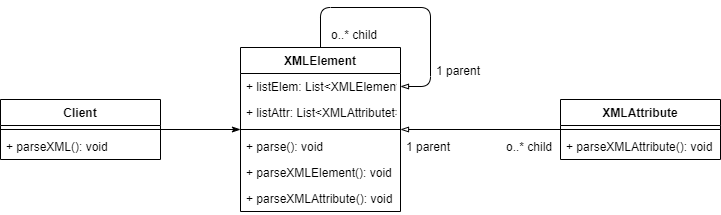 o..* child
XMLElement
1 parent
+ listElem: List<XMLElemen
+ listAttr: List<XMLAttributet
Client
XMLAttribute
+ parseXML(): void
+ parse(): void
1 parent
o..* child
+ parseXMLAttribute(): void
+ parseXMLElement(): void
+ parseXMLAttribute(): void